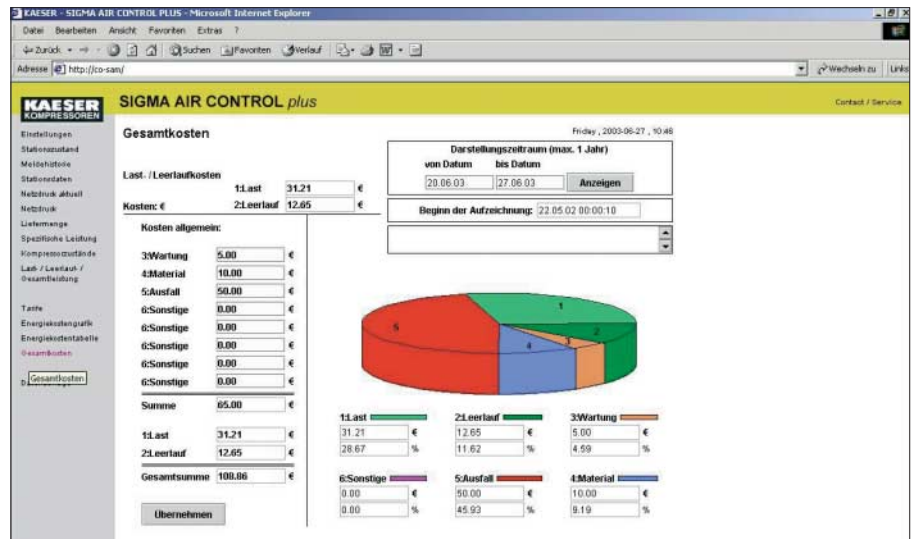 KAESER - SIGMA AIR CONTROL PLUS - Microsoft Internet Explorer
Datei Bearbeiten Ansicht Favoriten Extras ?
Zurück Suchen Favoriten Verlauf
Adresse http://co-sam/ Wechseln zu Links
KAESER
KOMPRESSOREN
SIGMA AIR CONTROL plus
Contact / Service
Einstellungen
Stationszustand
Meldehistorie
Stationsdaten
Netzdruck aktuell
Netzdruck
Liefermenge
Spezifische Leistung
Kompressorzustände
Last- / Leerlauf- /
Gesamtleistung
Tarife
Energiekostengrafik
Energiekostentabelle
Gesamtkosten
Gesamtkosten
Gesamtkosten
Friday , 2003-06-27 , 10:46
Darstellungszeitraum (max. 1 Jahr)
von Datum bis Datum
20.06.03 27.06.03 Anzeigen
Beginn der Aufzeichnung: 22.05.02 00:00:10
Last- / Leerlaufkosten
1:Last 31.21 €
Kosten: € 2:Leerlauf 12.65 €
Kosten allgemein:
3:Wartung 5.00 €
4:Material 10.00 €
5:Ausfall 50.00 €
6:Sonstige 0.00 €
6:Sonstige 0.00 €
6:Sonstige 0.00 €
6:Sonstige 0.00 €
6:Sonstige 0.00 €
Summe 65.00 €
1:Last 31.21 €
2:Leerlauf 12.65 €
Gesamtsumme 108.86 €
Übernehmen
1
2
3
4
5
1:Last 2:Leerlauf 3:Wartung
31.21 € 12.65 € 5.00 €
28.67 % 11.62 % 4.59 %
6:Sonstige 5:Ausfall 4:Material
0.00 € 50.00 € 10.00 €
0.00 % 45.93 % 9.19 %